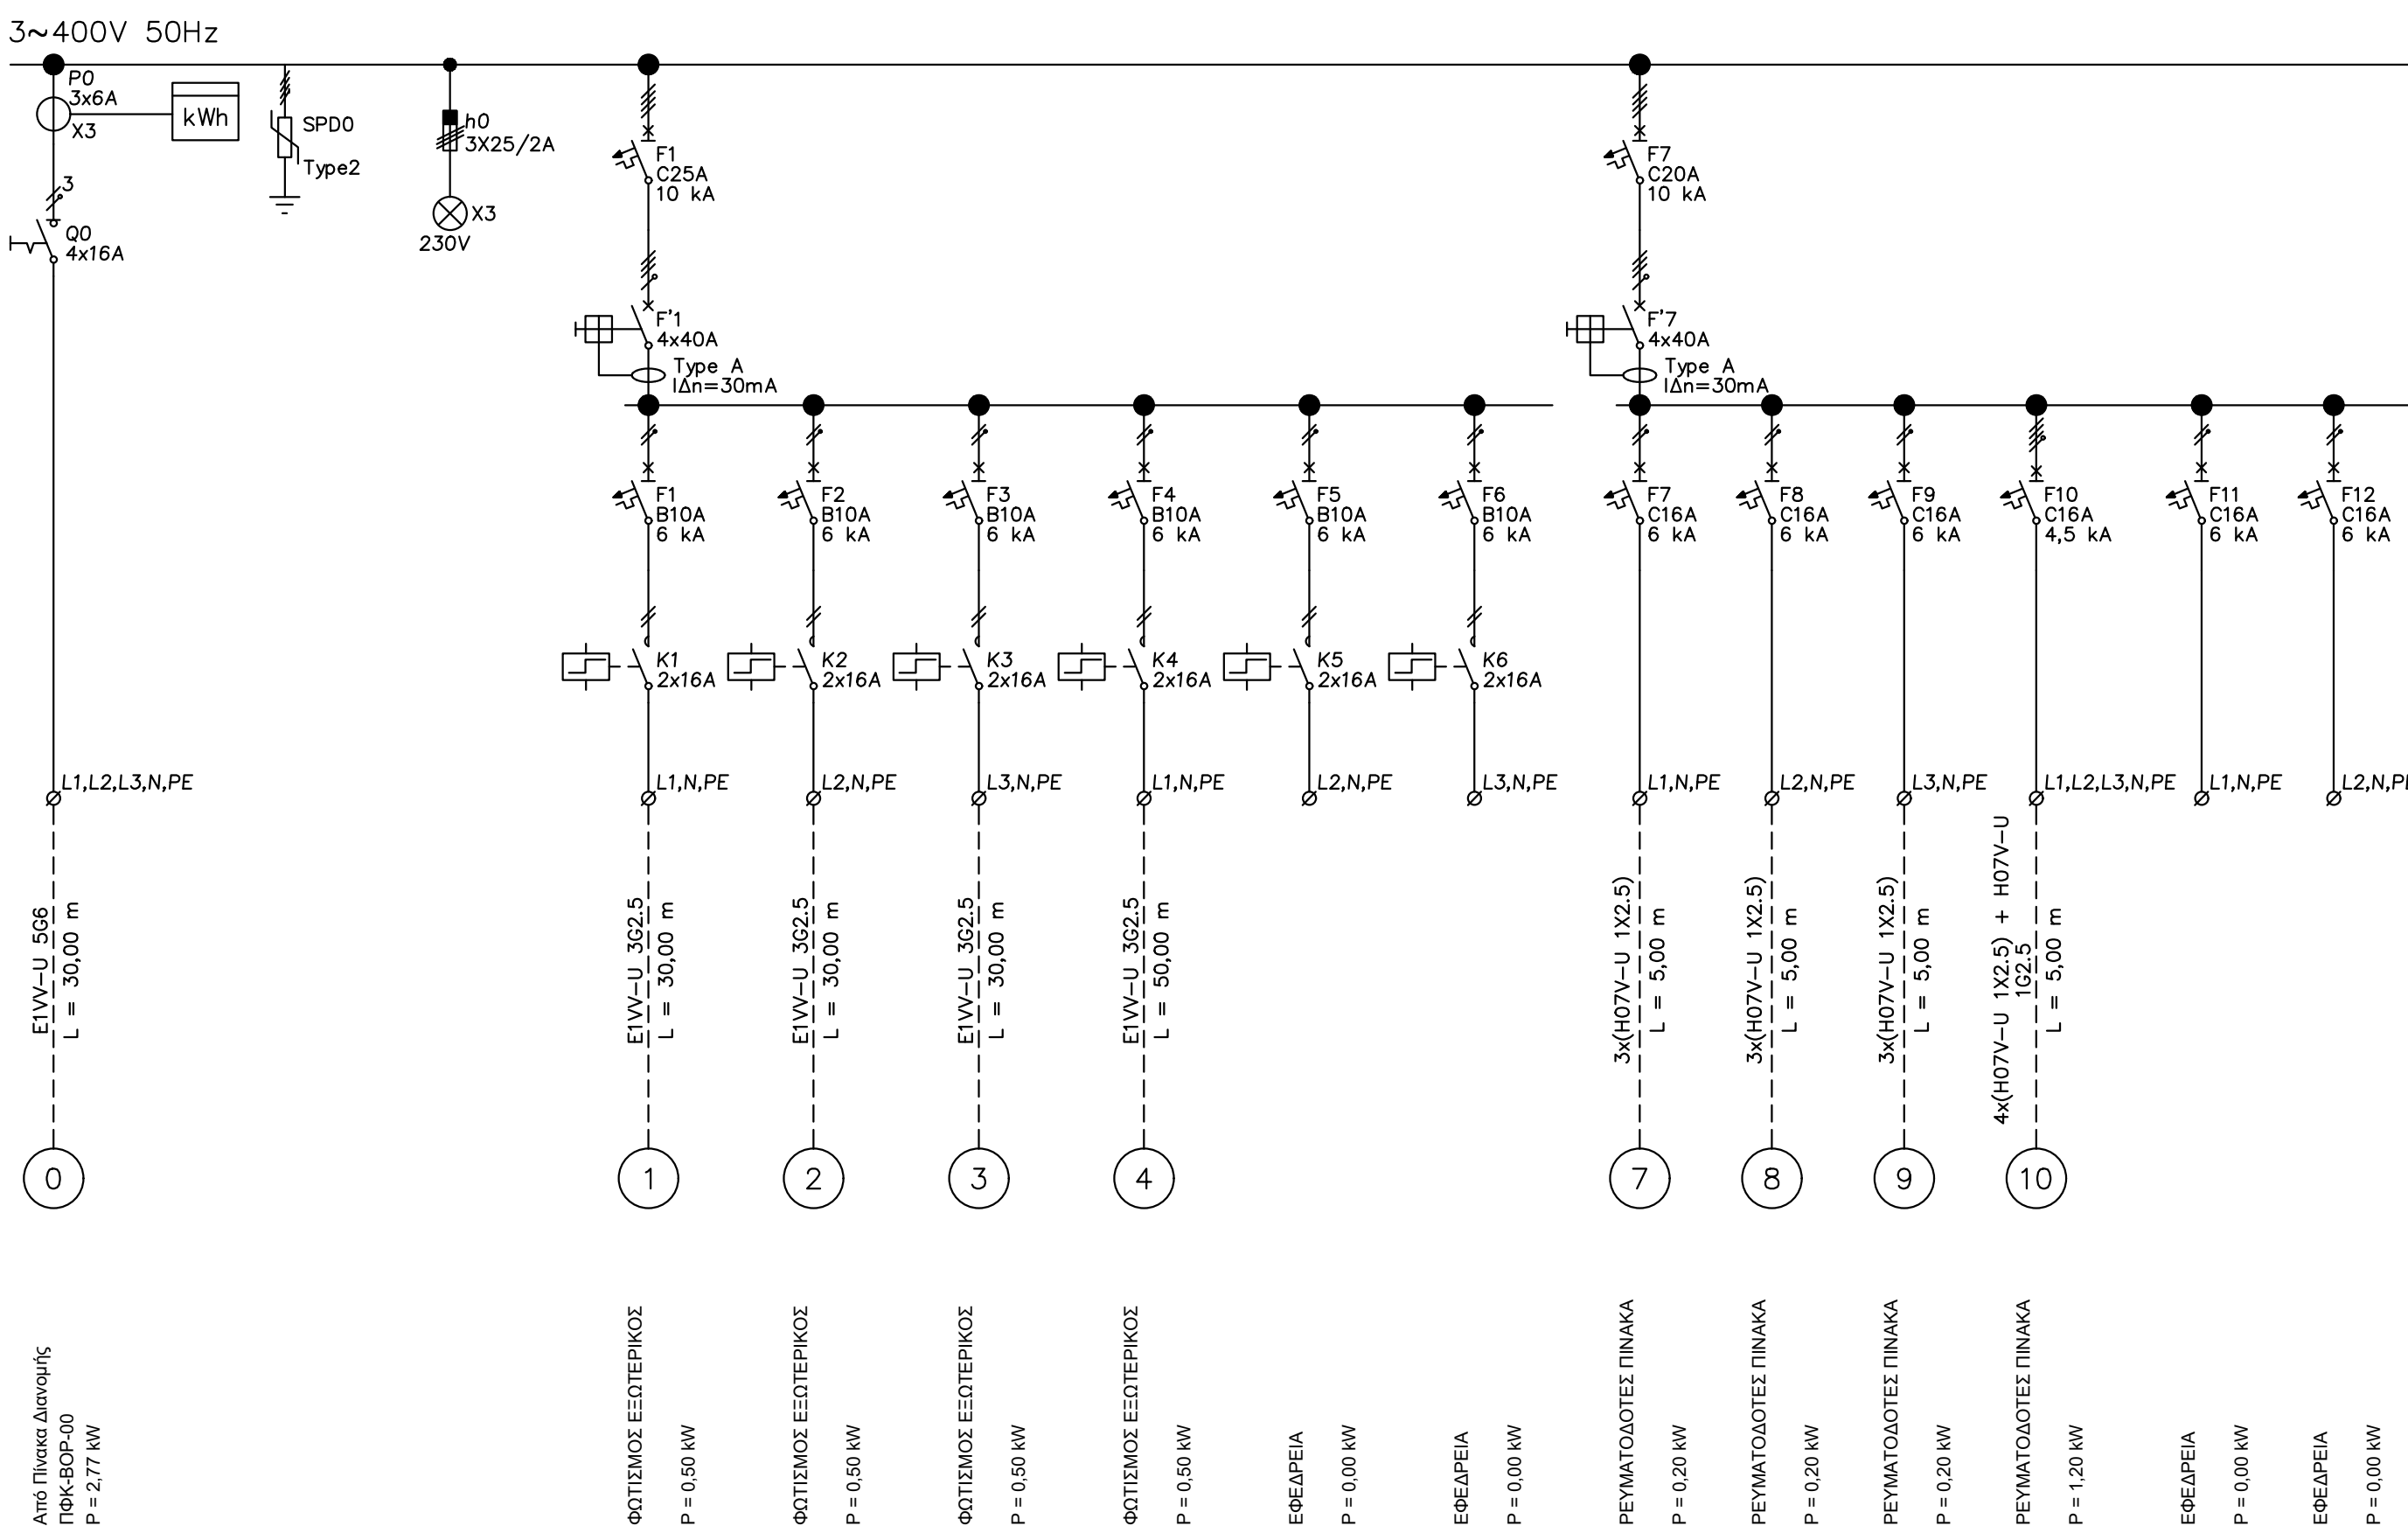 3~400V 50Hz
P0
3x6A
X3
kWh
SPD0
Type2
h0
3X25/2A
X3
230V
3
Q0
4x16A
F1
C25A
10 kA
F'1
4x40A
Type A
IΔn=30mA
F7
C20A
10 kA
F'7
4x40A
Type A
IΔn=30mA
F1
B10A
6 kA
F2
B10A
6 kA
F3
B10A
6 kA
F4
B10A
6 kA
F5
B10A
6 kA
F6
B10A
6 kA
F7
C16A
6 kA
F8
C16A
6 kA
F9
C16A
6 kA
F10
C16A
4,5 kA
F11
C16A
6 kA
F12
C16A
6 kA
K1
2x16A
K2
2x16A
K3
2x16A
K4
2x16A
K5
2x16A
K6
2x16A
L1,L2,L3,N,PE
L1,N,PE
L2,N,PE
L3,N,PE
L1,N,PE
L2,N,PE
L3,N,PE
L1,N,PE
L2,N,PE
L3,N,PE
L1,L2,L3,N,PE
L1,N,PE
L2,N,PE
E1VV-U 5G6
L = 30,00 m
E1VV-U 3G2.5
L = 30,00 m
E1VV-U 3G2.5
L = 30,00 m
E1VV-U 3G2.5
L = 30,00 m
E1VV-U 3G2.5
L = 50,00 m
3x(H07V-U 1X2.5)
L = 5,00 m
3x(H07V-U 1X2.5)
L = 5,00 m
3x(H07V-U 1X2.5)
L = 5,00 m
4x(H07V-U 1X2.5) + H07V-U
1G2.5
L = 5,00 m
0
1
2
3
4
7
8
9
10
Από Πίνακα Διανομής
ΠΦΚ-ΒΟΡ-00
P = 2,77 kW
ΦΩΤΙΣΜΟΣ ΕΞΩΤΕΡΙΚΟΣ
P = 0,50 kW
ΦΩΤΙΣΜΟΣ ΕΞΩΤΕΡΙΚΟΣ
P = 0,50 kW
ΦΩΤΙΣΜΟΣ ΕΞΩΤΕΡΙΚΟΣ
P = 0,50 kW
ΦΩΤΙΣΜΟΣ ΕΞΩΤΕΡΙΚΟΣ
P = 0,50 kW
ΕΦΕΔΡΕΙΑ
P = 0,00 kW
ΕΦΕΔΡΕΙΑ
P = 0,00 kW
ΡΕΥΜΑΤΟΔΟΤΕΣ ΠΙΝΑΚΑ
P = 0,20 kW
ΡΕΥΜΑΤΟΔΟΤΕΣ ΠΙΝΑΚΑ
P = 0,20 kW
ΡΕΥΜΑΤΟΔΟΤΕΣ ΠΙΝΑΚΑ
P = 0,20 kW
ΡΕΥΜΑΤΟΔΟΤΕΣ ΠΙΝΑΚΑ
P = 1,20 kW
ΕΦΕΔΡΕΙΑ
P = 0,00 kW
ΕΦΕΔΡΕΙΑ
P = 0,00 kW